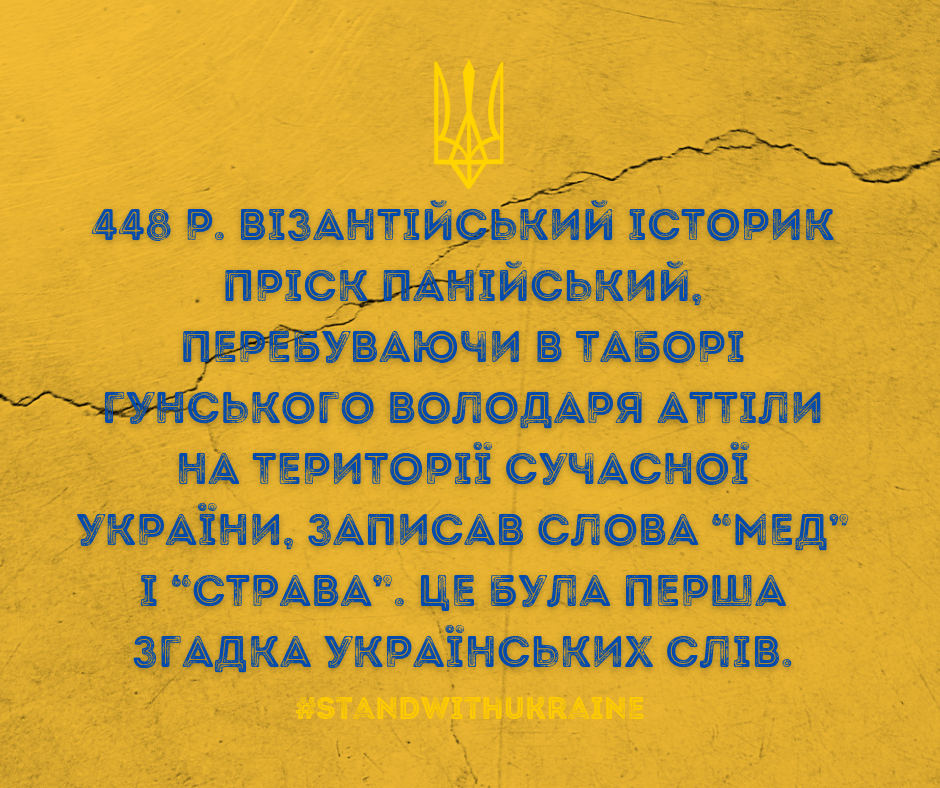 448 Р. ВІЗАНТІЙСЬКИЙ ІСТОРИК
ПРІСК ПАНІЙСЬКИЙ,
ПЕРЕБУВАЮЧИ В ТАБОРІ
ГУНСЬКОГО ВОЛОДАРЯ АТТІЛИ
НА ТЕРИТОРІЇ СУЧАСНОЇ
УКРАЇНИ, ЗАПИСАВ СЛОВА “МЕД”
І “СТРАВА”. ЦЕ БУЛА ПЕРША
ЗГАДКА УКРАЇНСЬКИХ СЛІВ.
#STANDWITHUKRAINE